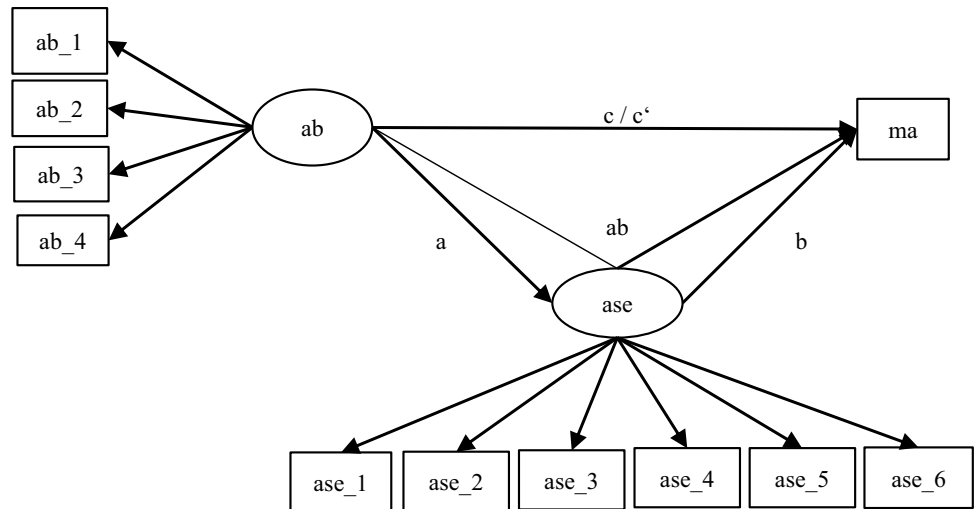 ab_1
ab_2
ab_3
ab_4
ab
c / c‘
ma
a
ab
b
ase
ase_1
ase_2
ase_3
ase_4
ase_5
ase_6